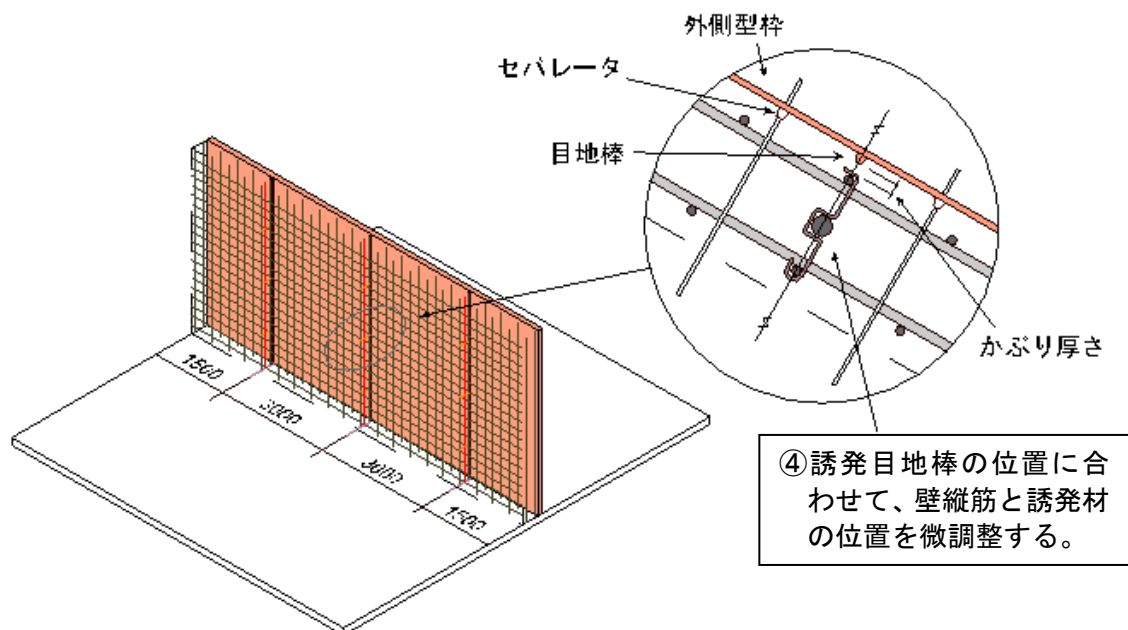 外側型枠
セパレータ
目地棒
かぶり厚さ
1500
3000
3000
1500
④誘発目地棒の位置に合
わせて、壁縦筋と誘発材
の位置を微調整する。